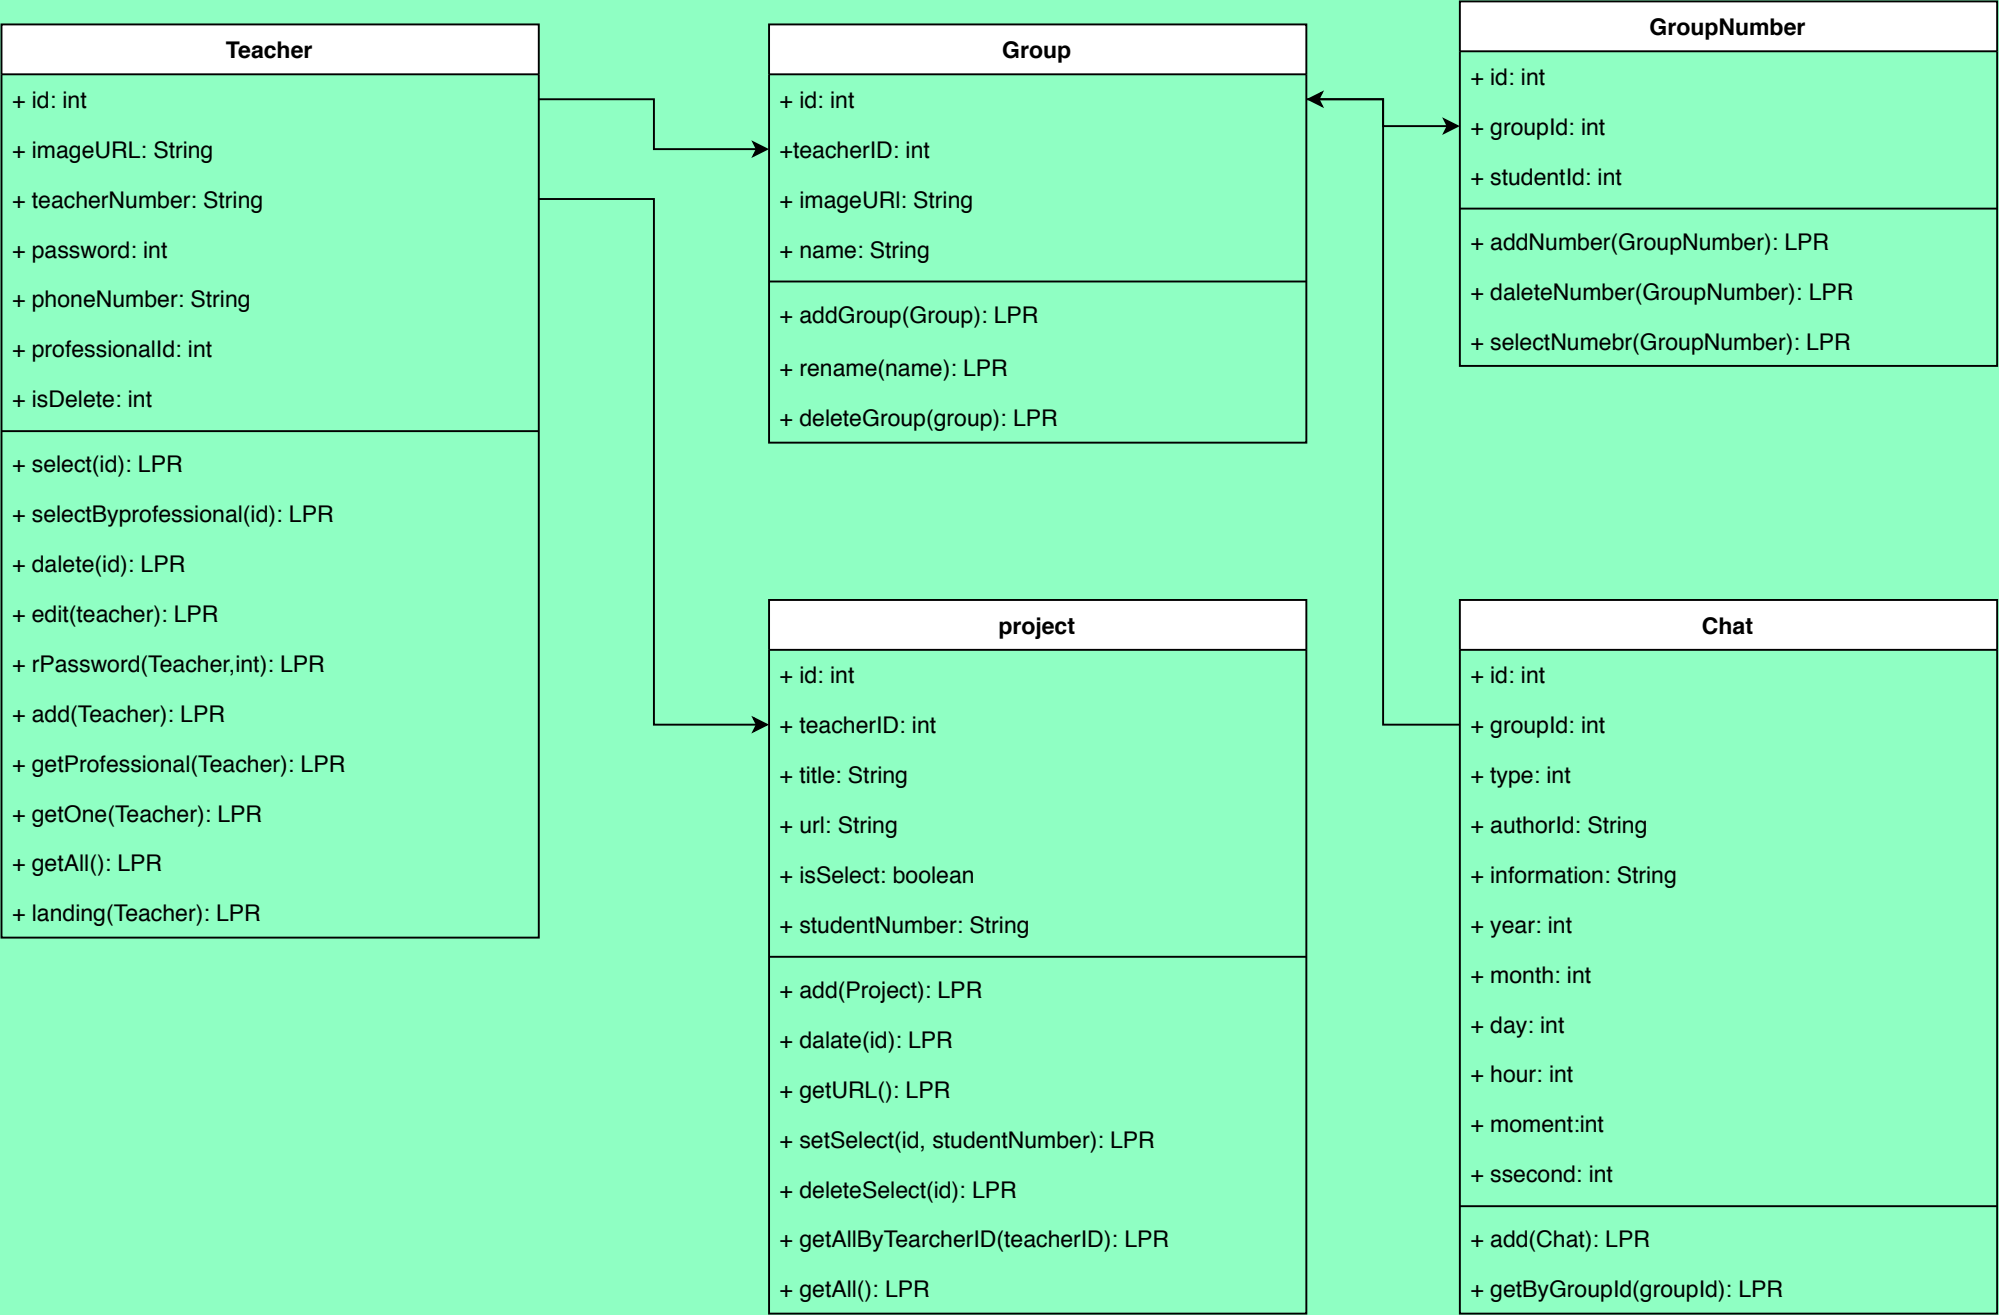 Teacher
+ id: int
+ imageURL: String
+ teacherNumber: String
+ password: int
+ phoneNumber: String
+ professionalId: int
+ isDelete: int
+ select(id): LPR
+ selectByprofessional(id): LPR
+ dalete(id): LPR
+ edit(teacher): LPR
+ rPassword(Teacher,int): LPR
+ add(Teacher): LPR
+ getProfessional(Teacher): LPR
+ getOne(Teacher): LPR
+ getAll(): LPR
+ landing(Teacher): LPR
Group
+ id: int
+teacherID: int
+ imageURl: String
+ name: String
+ addGroup(Group): LPR
+ rename(name): LPR
+ deleteGroup(group): LPR
GroupNumber
+ id: int
+ groupId: int
+ studentId: int
+ addNumber(GroupNumber): LPR
+ daleteNumber(GroupNumber): LPR
+ selectNumebr(GroupNumber): LPR
project
+ id: int
+ teacherID: int
+ title: String
+ url: String
+ isSelect: boolean
+ studentNumber: String
+ add(Project): LPR
+ dalate(id): LPR
+ getURL(): LPR
+ setSelect(id, studentNumber): LPR
+ deleteSelect(id): LPR
+ getAllByTearcherID(teacherID): LPR
+ getAll(): LPR
Chat
+ id: int
+ groupId: int
+ type: int
+ authorId: String
+ information: String
+ year: int
+ month: int
+ day: int
+ hour: int
+ moment:int
+ ssecond: int
+ add(Chat): LPR
+ getByGroupId(groupId): LPR